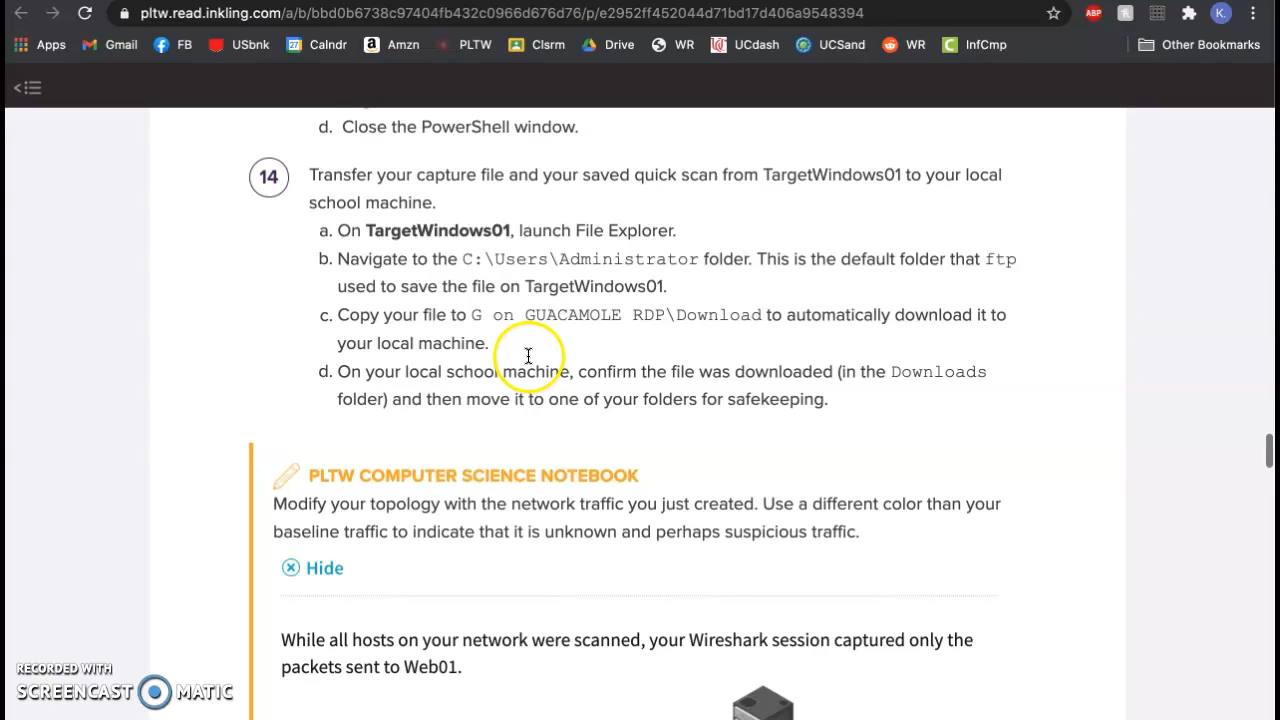 pltw.read.inkling.com/a/b/bbd0b6738c97404fb432c0966d676d76/p/e2952ff452044d71bd17d406a9548394
ABP
K.
Apps Gmail FB USbnk 27 Calndr Amzn PLTW Clsrm Drive WR UCdash UCSand WR InfCmp Other Bookmarks
d. Close the PowerShell window.
14 Transfer your capture file and your saved quick scan from TargetWindows01 to your local
school machine.
a. On TargetWindows01, launch File Explorer.
b. Navigate to the C:\Users\Administrator folder. This is the default folder that ftp
used to save the file on TargetWindows01.
c. Copy your file to G on GUACAMOLE RDP\Download to automatically download it to
your local machine.
d. On your local school machine, confirm the file was downloaded (in the Downloads
folder) and then move it to one of your folders for safekeeping.
PLTW COMPUTER SCIENCE NOTEBOOK
Modify your topology with the network traffic you just created. Use a different color than your
baseline traffic to indicate that it is unknown and perhaps suspicious traffic.
Hide
While all hosts on your network were scanned, your Wireshark session captured only the
packets sent to Web01.
RECORDED WITH
SCREENCAST MATIC